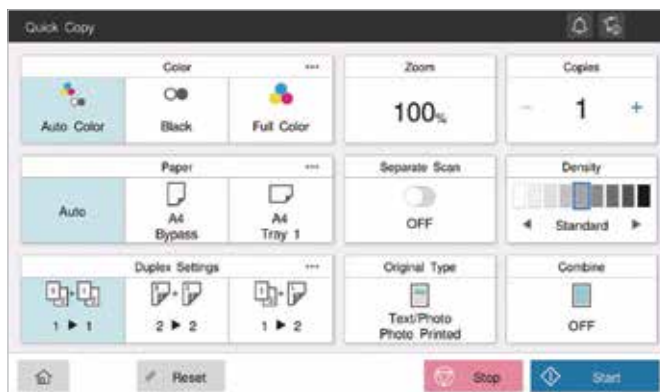 Quick Copy
Color ... Zoom Copies
Auto Color Black Full Color 100% - 1 +
Paper ... Separate Scan Density
Auto A4 Bypass A4 Tray 1 OFF Standard
Duplex Settings ... Original Type Combine
1 ▶ 1 2 ▶ 2 1 ▶ 2 Text/Photo Photo Printed OFF
Reset Stop Start